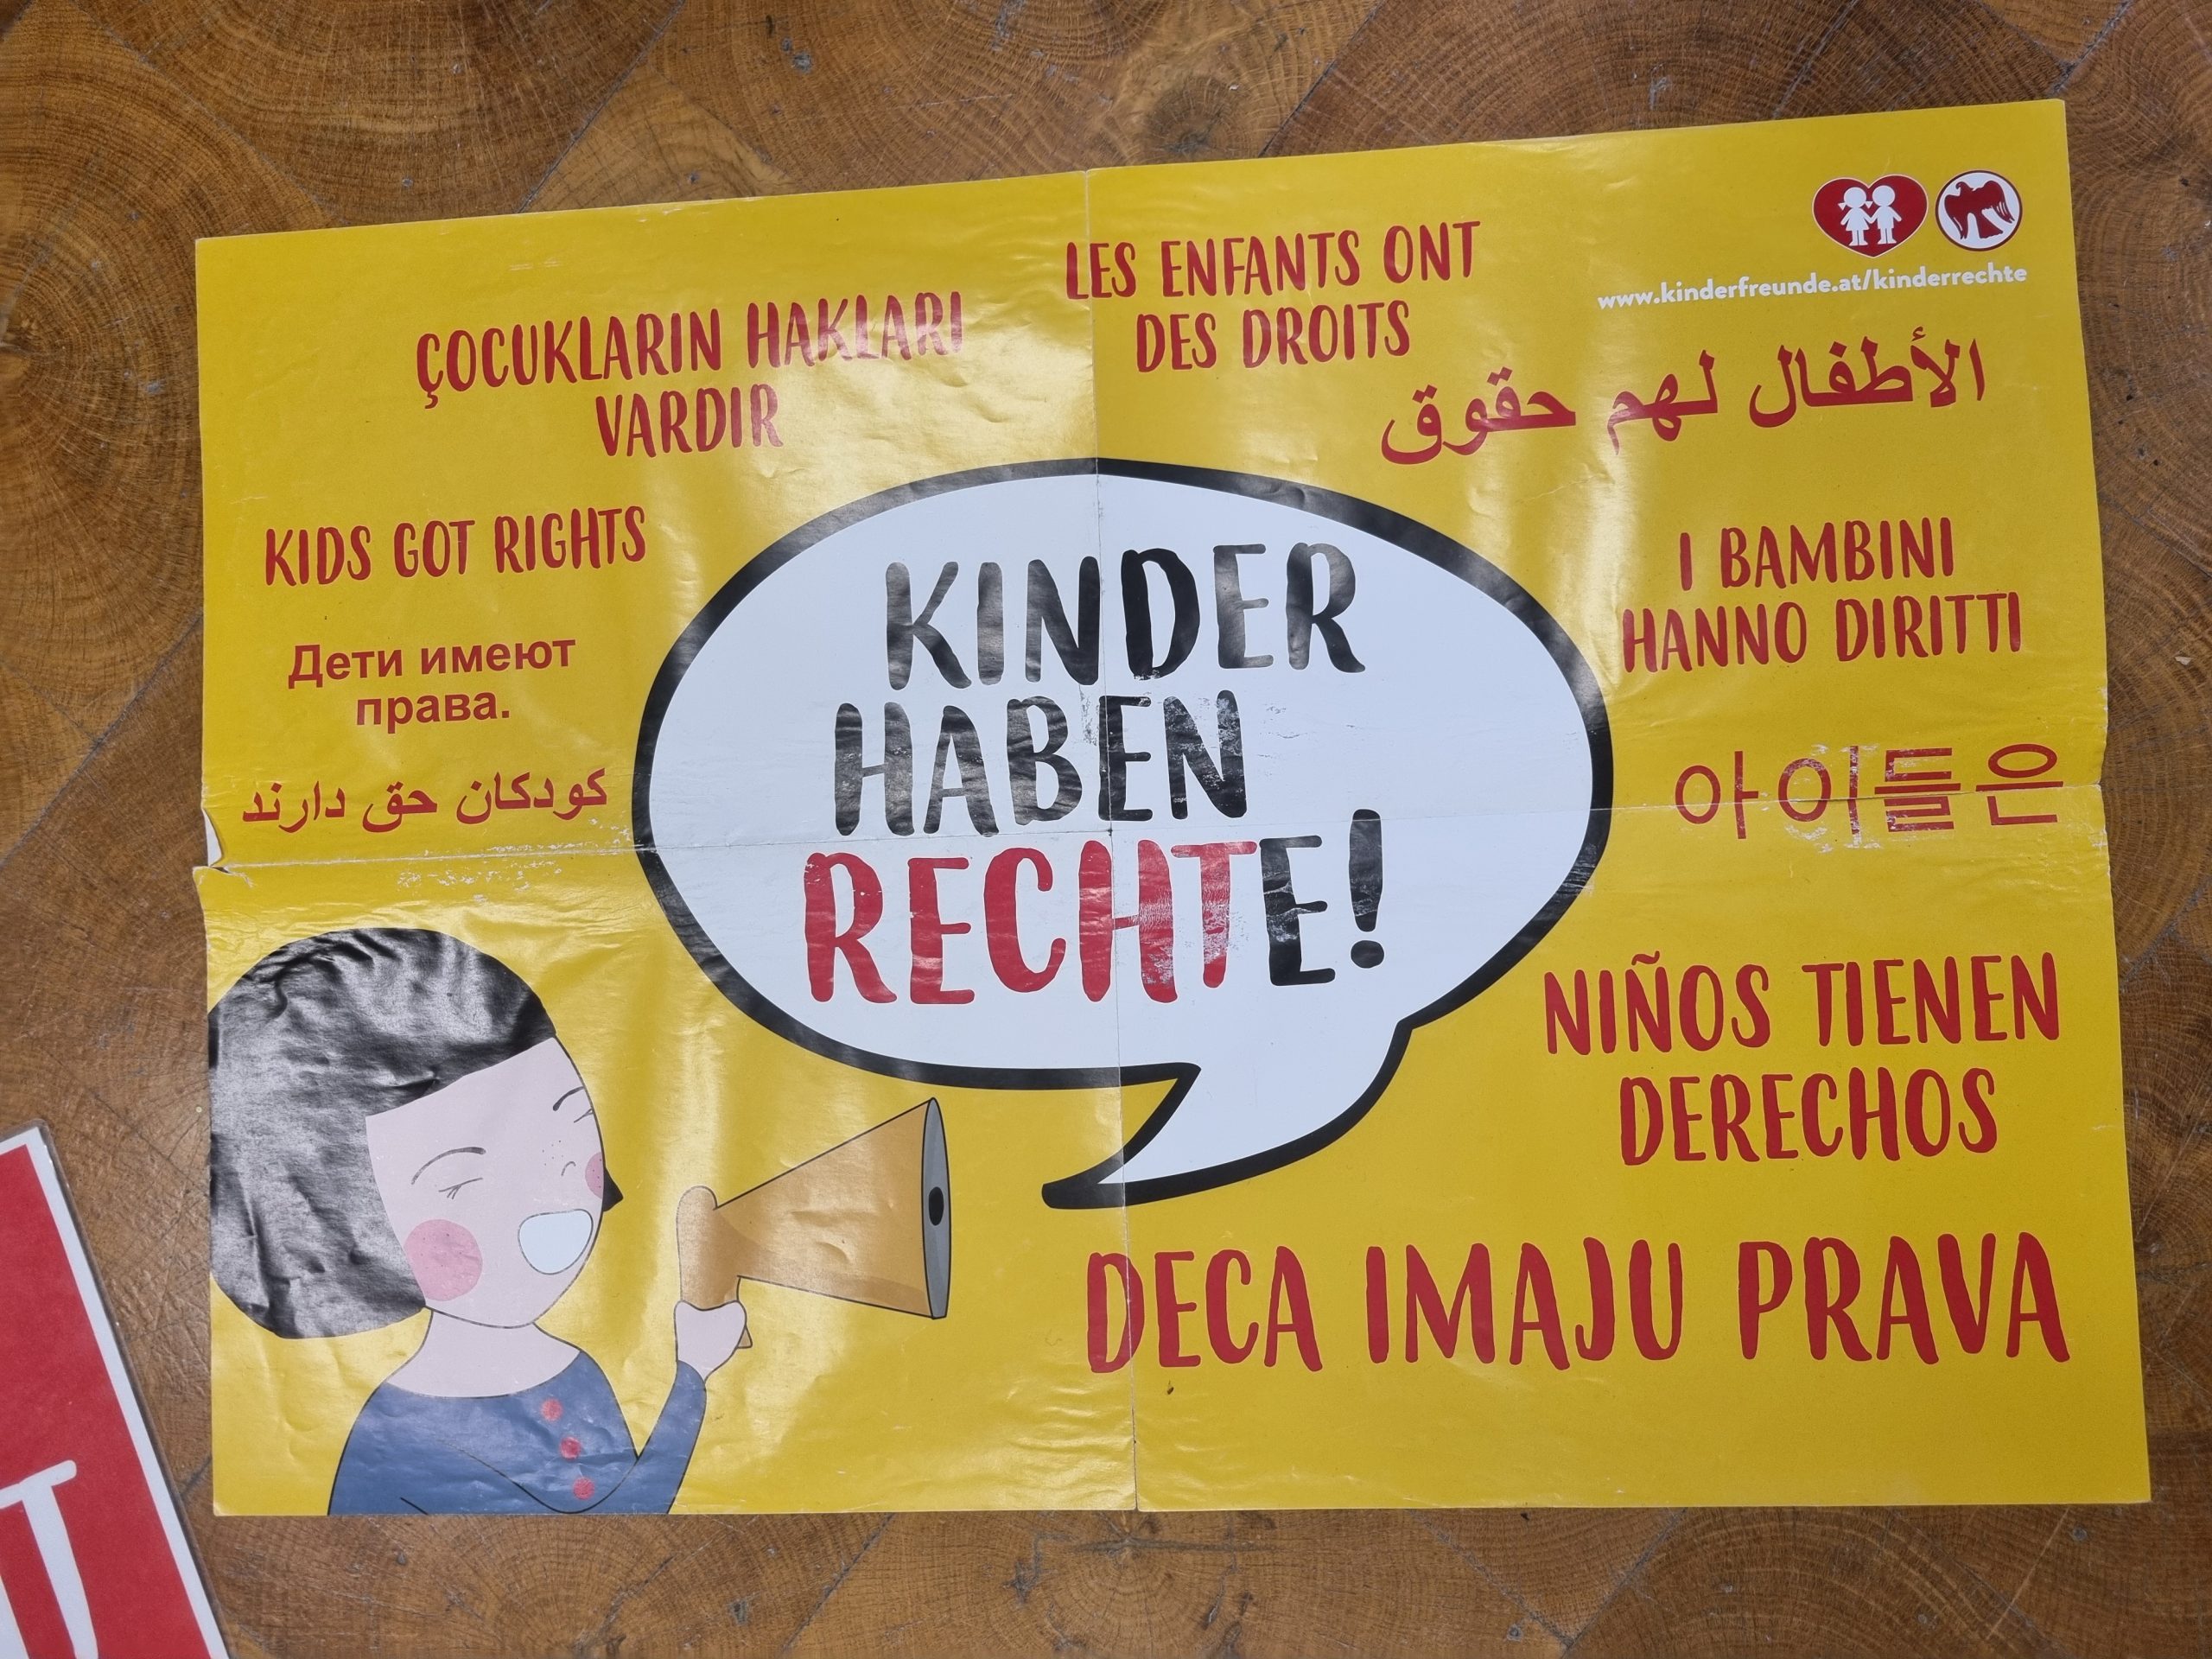 www.kinderfreunde.at/kinderrechte
LES ENFANTS ONT
DES DROITS
ÇOCUKLARIN HAKLARI
VARDIR
الأطفال لهم حقوق
KIDS GOT RIGHTS
I BAMBINI
HANNO DIRITTI
Дети имеют
права.
کودکان حق دارند
아이들은
KINDER
HABEN
RECHTE!
NIÑOS TIENEN
DERECHOS
DECA IMAJU PRAVA